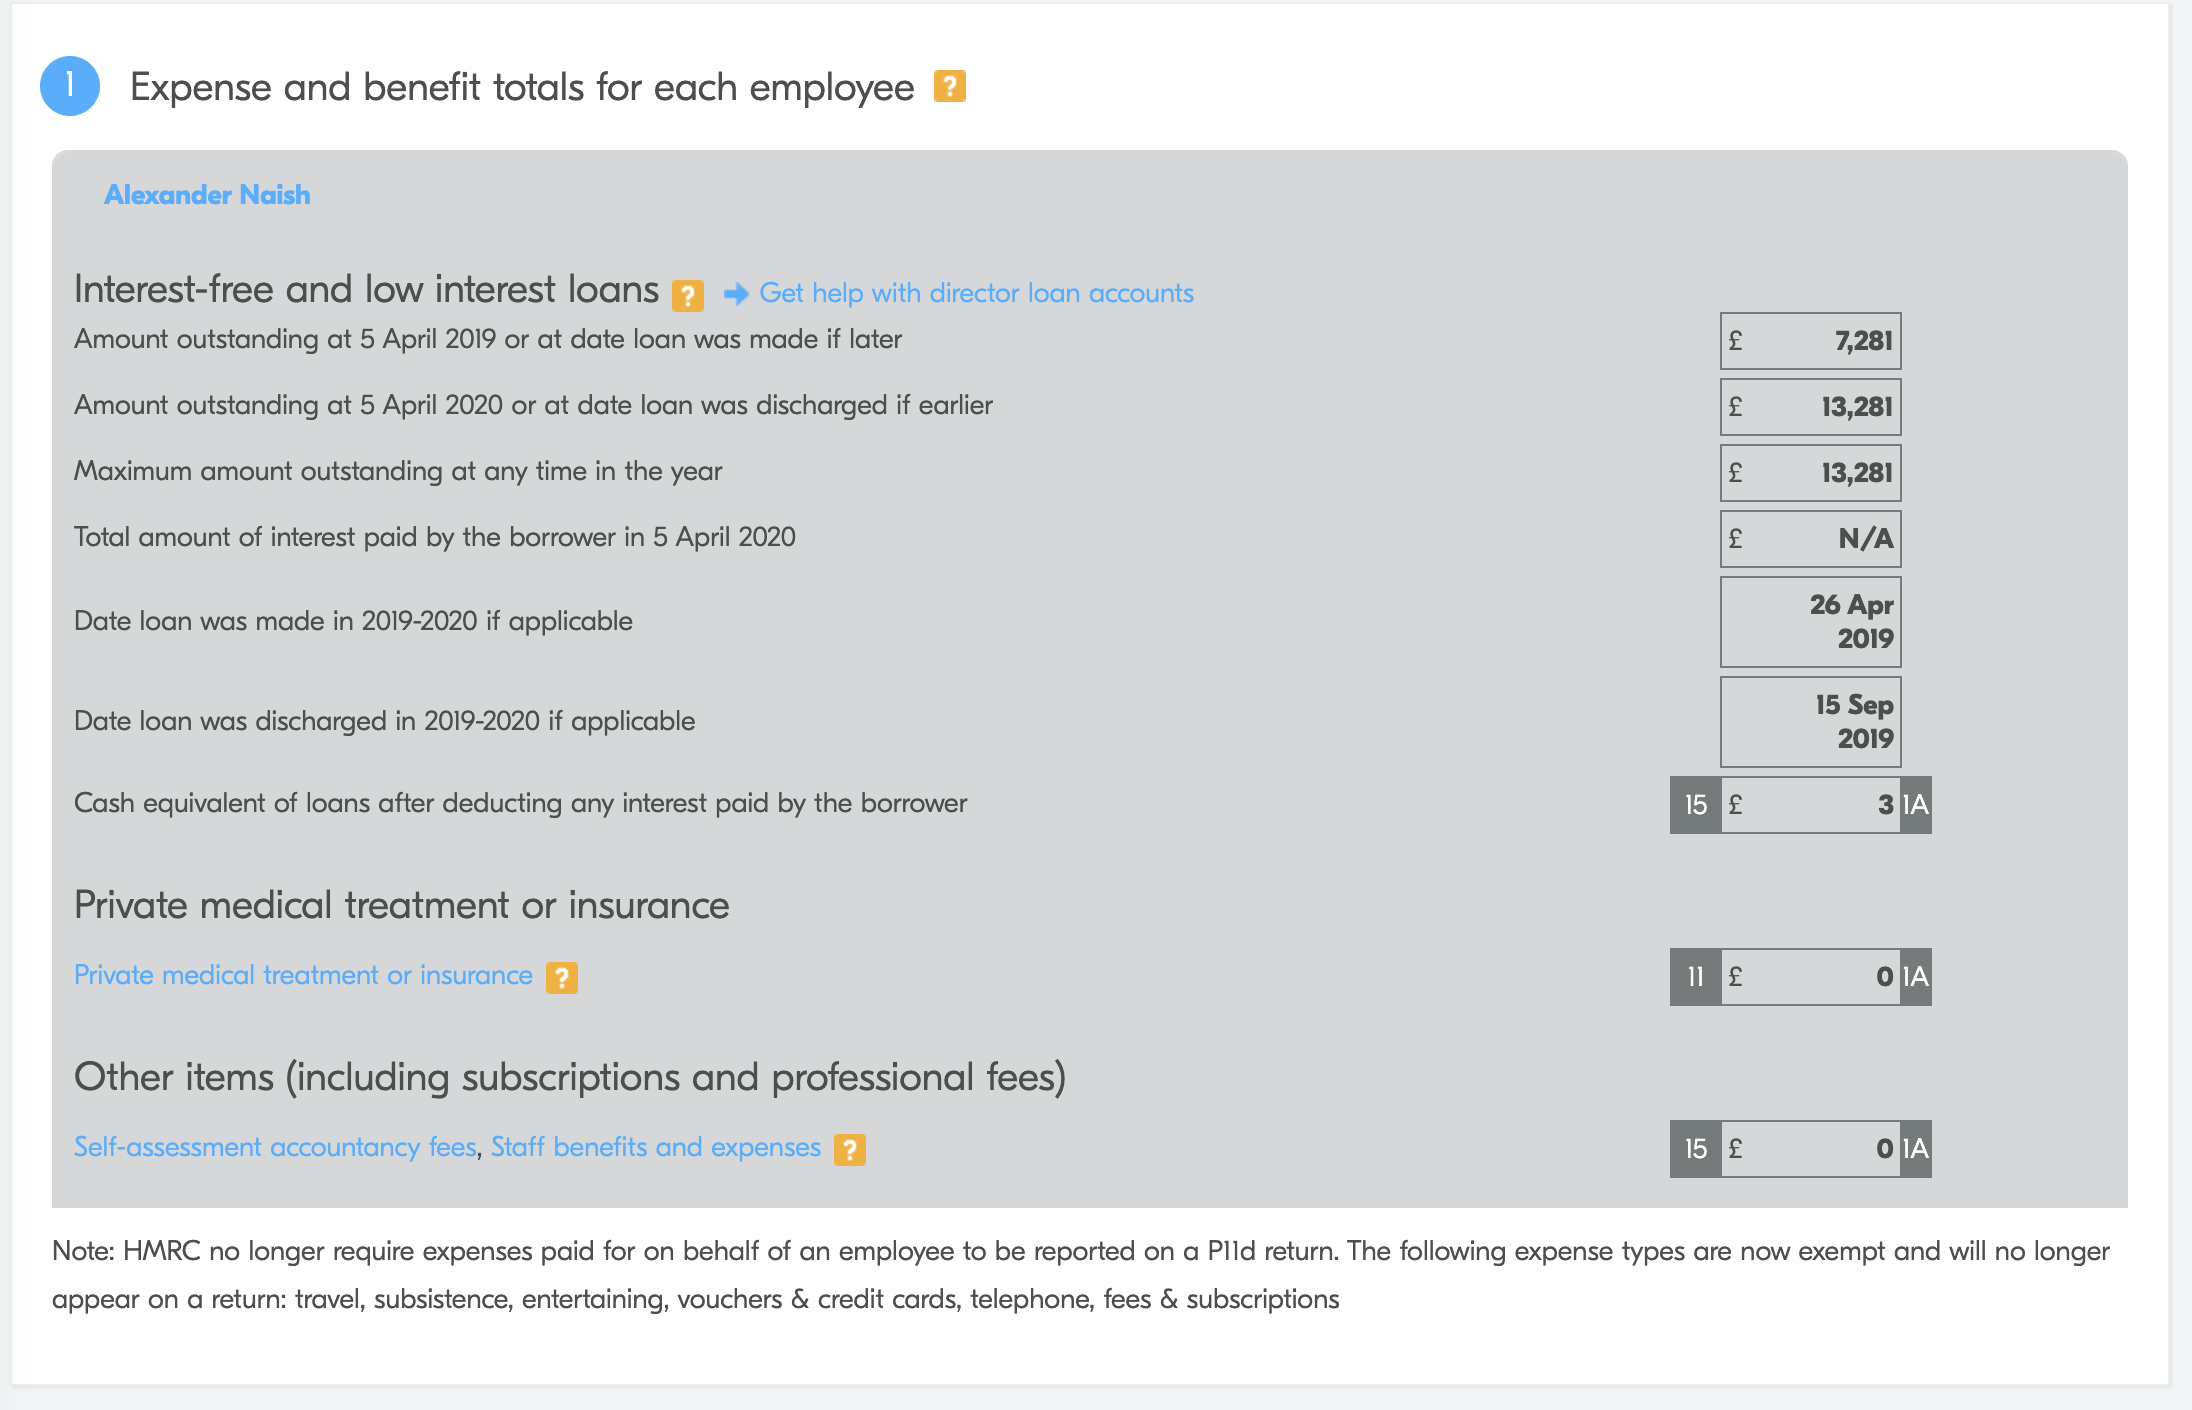 1 Expense and benefit totals for each employee ?
Alexander Naish
Interest-free and low interest loans ? Get help with director loan accounts
Amount outstanding at 5 April 2019 or at date loan was made if later £ 7,281
Amount outstanding at 5 April 2020 or at date loan was discharged if earlier £ 13,281
Maximum amount outstanding at any time in the year £ 13,281
Total amount of interest paid by the borrower in 5 April 2020 £ N/A
Date loan was made in 2019-2020 if applicable 26 Apr
2019
Date loan was discharged in 2019-2020 if applicable 15 Sep
2019
Cash equivalent of loans after deducting any interest paid by the borrower 15 £ 3 1A
Private medical treatment or insurance
Private medical treatment or insurance ? 11 £ 0 1A
Other items (including subscriptions and professional fees)
Self-assessment accountancy fees, Staff benefits and expenses ? 15 £ 0 1A
Note: HMRC no longer require expenses paid for on behalf of an employee to be reported on a P11d return. The following expense types are now exempt and will no longer
appear on a return: travel, subsistence, entertaining, vouchers & credit cards, telephone, fees & subscriptions